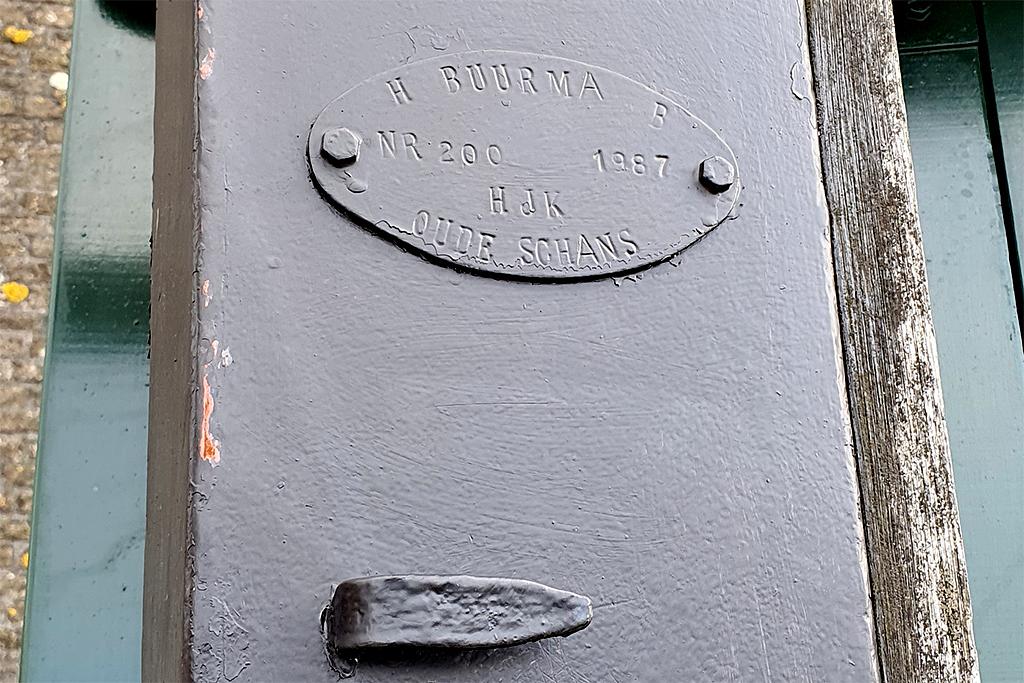 H BUURMA B
NR 200 1987
HJK
OUDE SCHANS